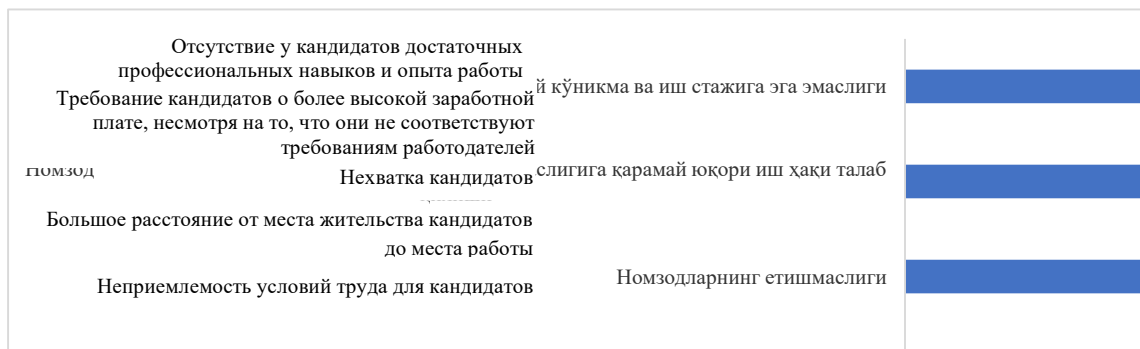 Отсутствие у кандидатов достаточных
профессиональных навыков и опыта работы
й кўникма ва иш стажига эга эмаслиги
Требование кандидатов о более высокой заработной
плате, несмотря на то, что они не соответствуют
требованиям работодателей
Номзод
слигига қарамай юқори иш ҳақи талаб
Нехватка кандидатов
Большое расстояние от места жительства кандидатов
до места работы
Номзодларнинг етишмаслиги
Неприемлемость условий труда для кандидатов